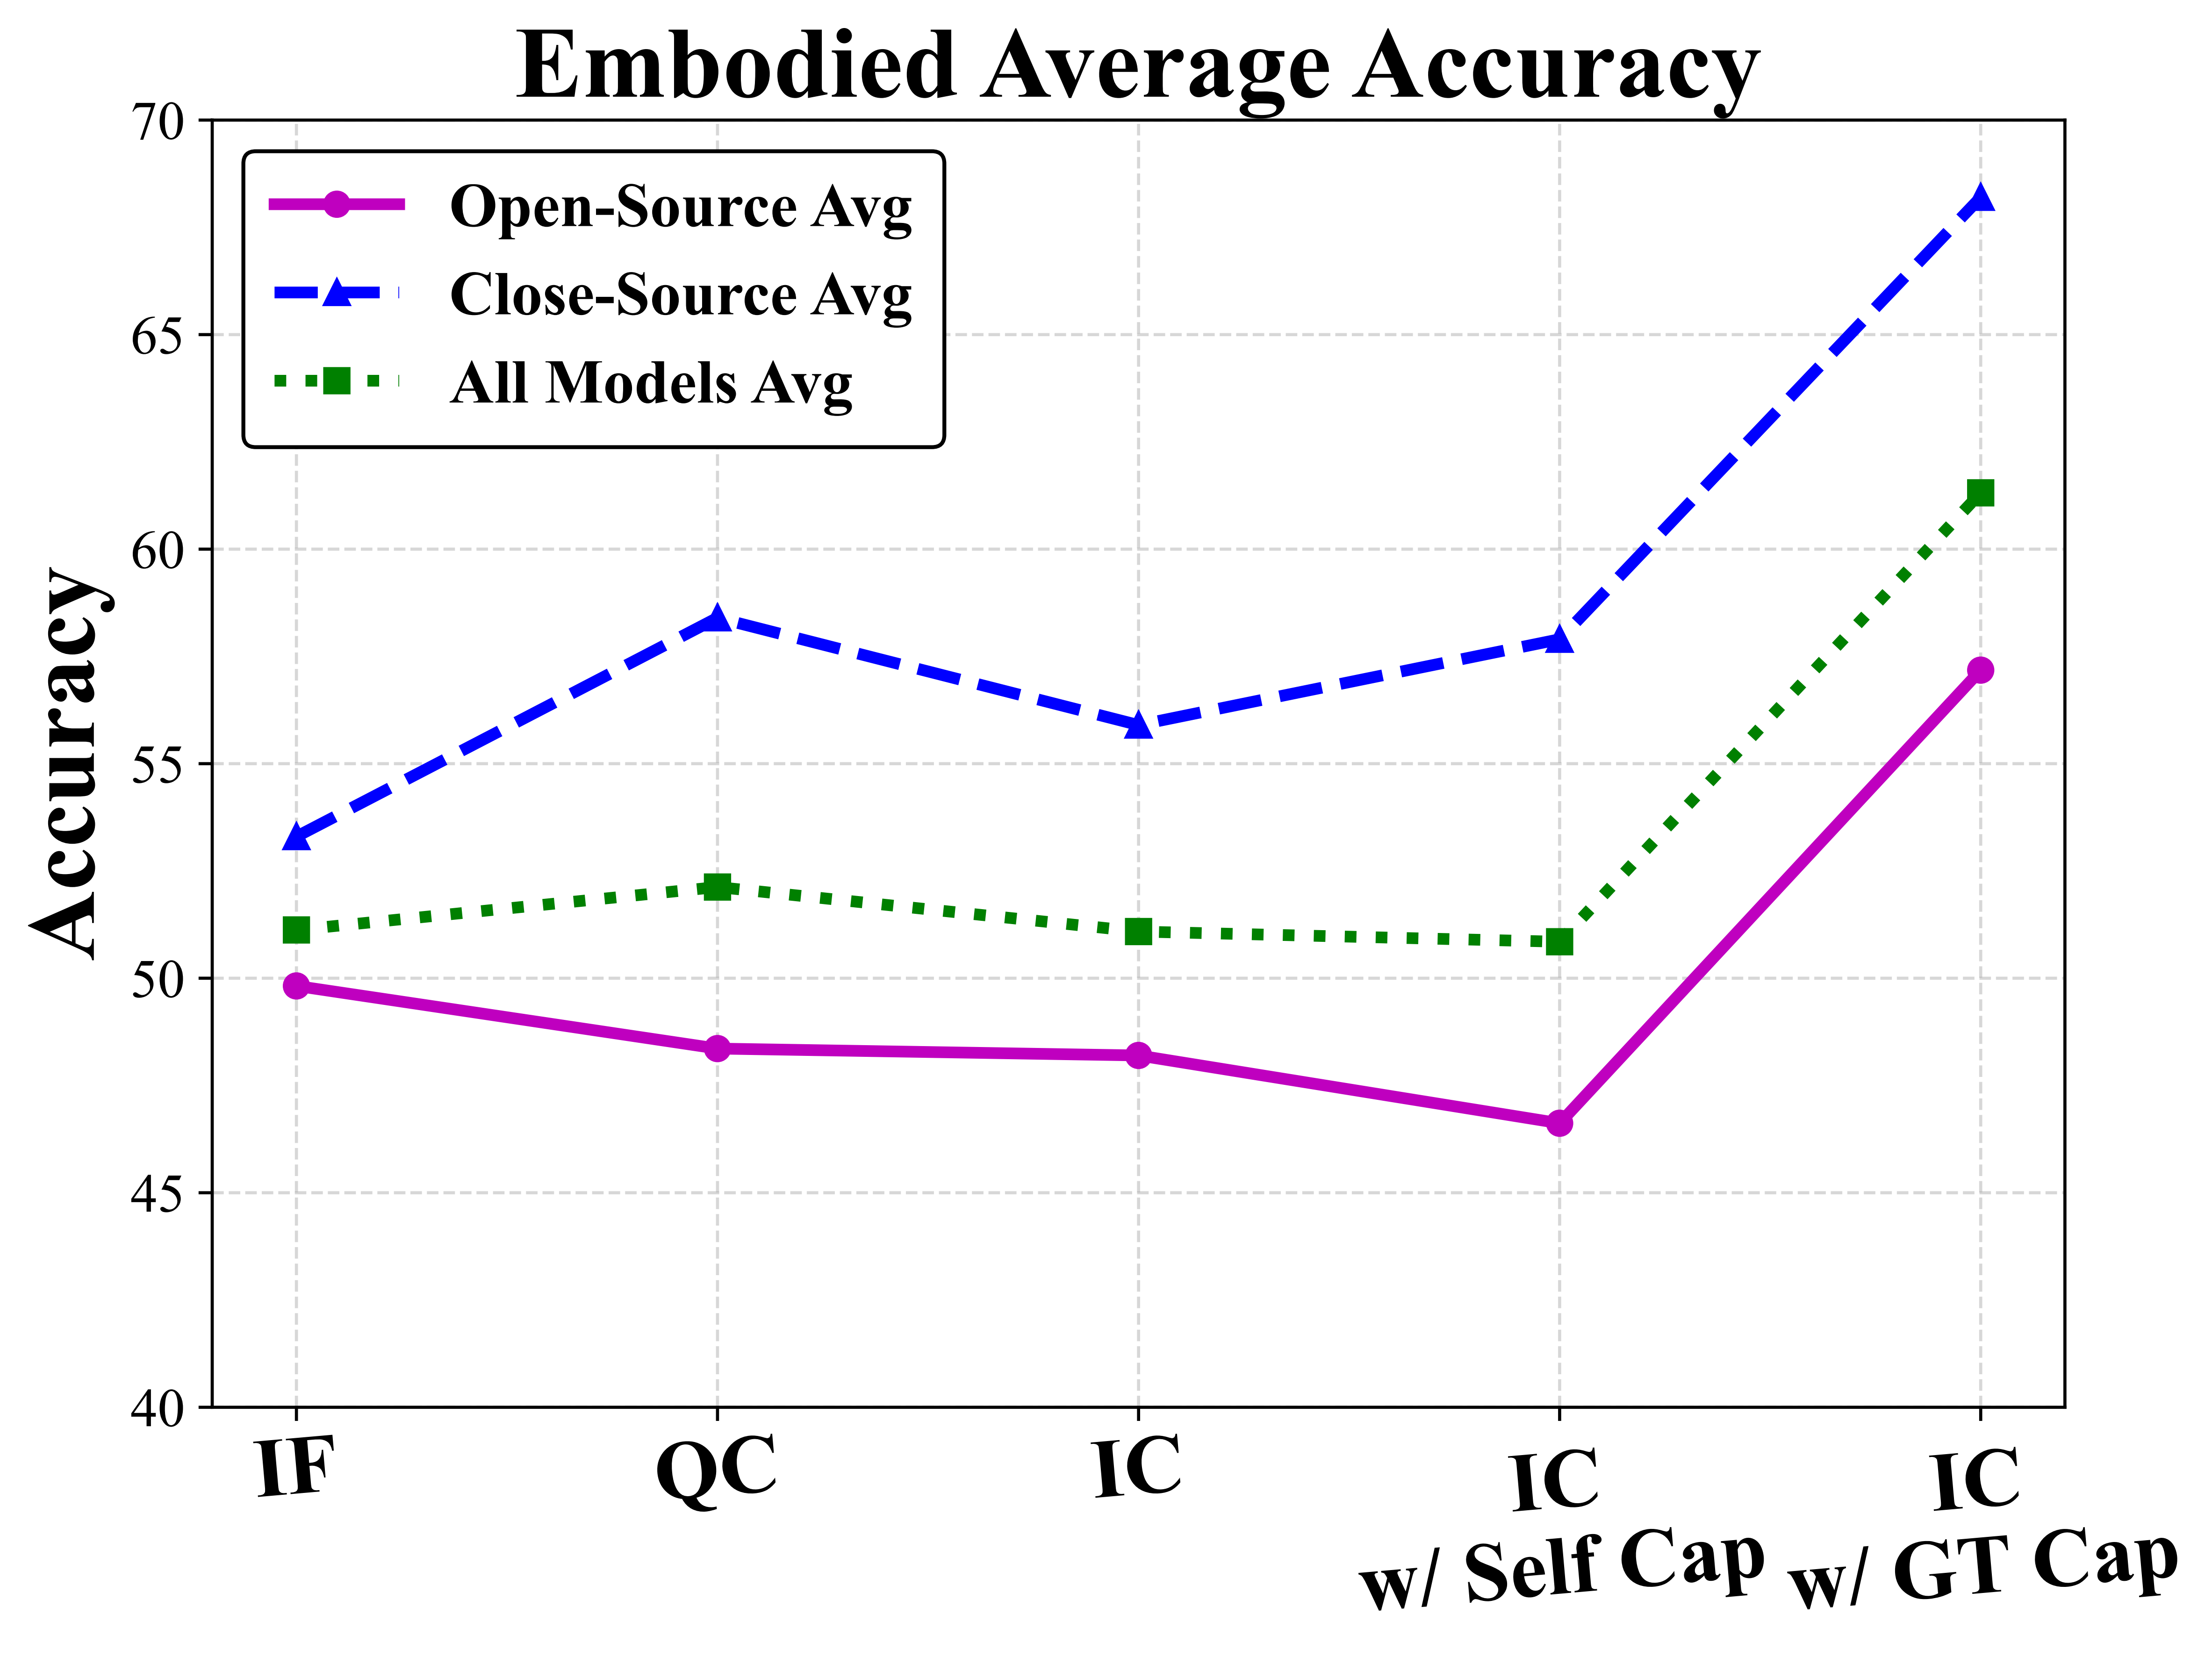 Embodied Average Accuracy
Open-Source Avg
Close-Source Avg
All Models Avg
Accuracy
70
65
60
55
50
45
40
IF
QC
IC
IC
w/ Self Cap
IC
w/ GT Cap